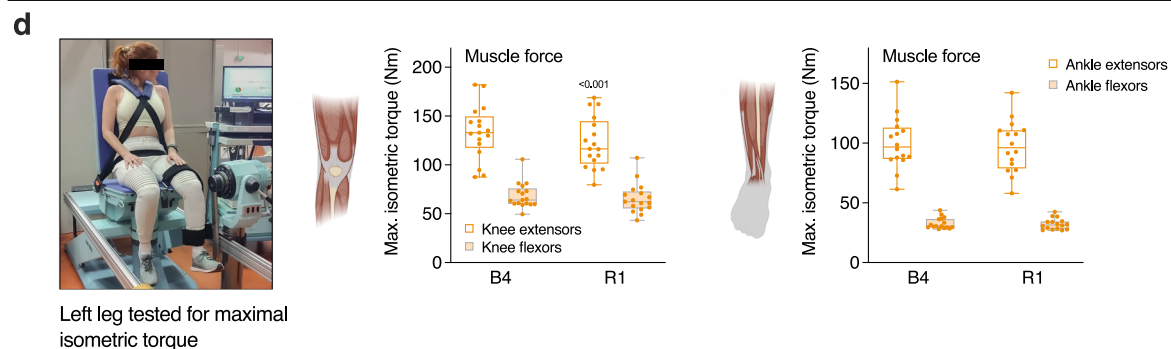 d
Left leg tested for maximal
isometric torque
Max. isometric torque (Nm)
Muscle force
200
150
100
50
0
<0.001
Knee extensors
Knee flexors
B4
R1
Max. isometric torque (Nm)
Muscle force
150
100
50
0
Ankle extensors
Ankle flexors
B4
R1